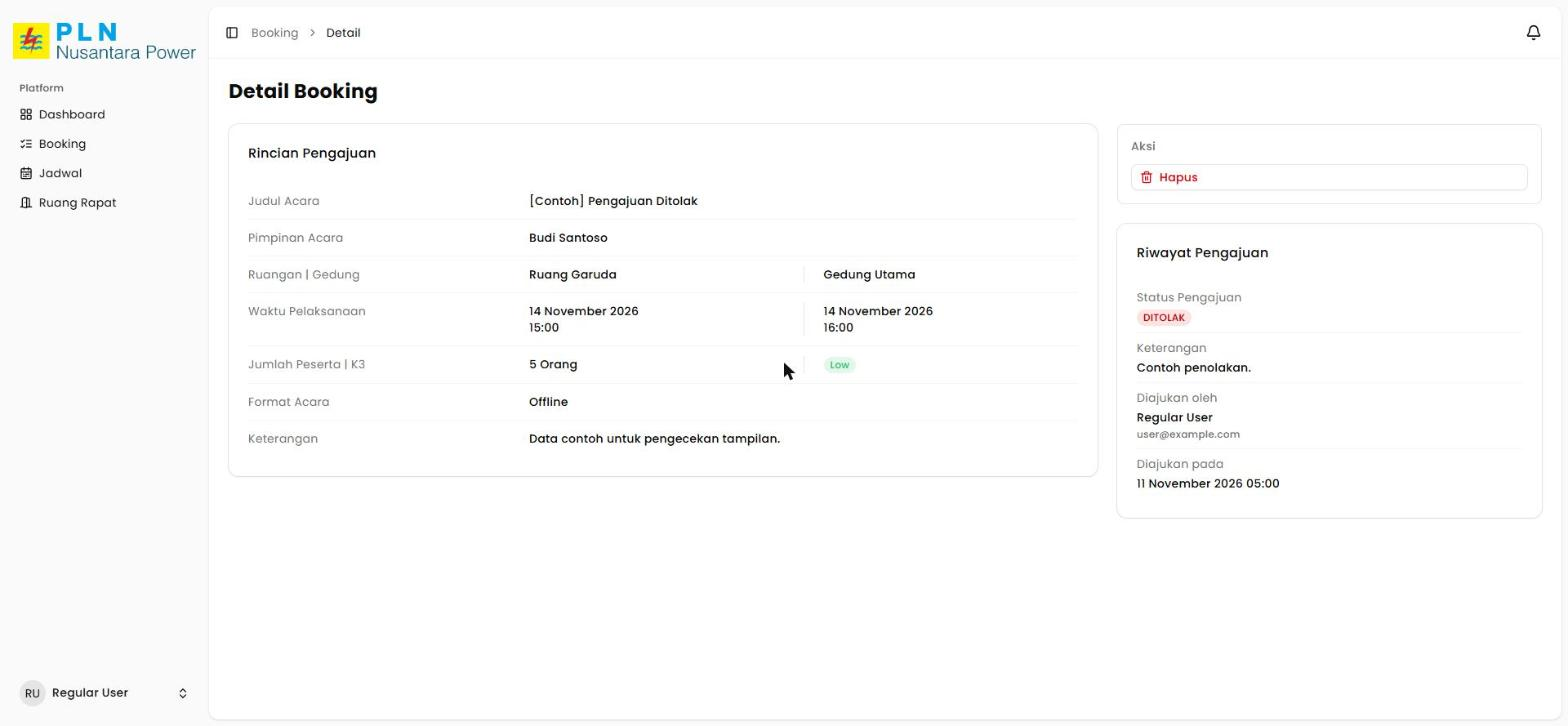 PLN
Nusantara Power
Platform
Dashboard
Booking
Jadwal
Ruang Rapat
RU
Regular User
Booking
Detail
Detail Booking
Rincian Pengajuan
Judul Acara
[Contoh] Pengajuan Ditolak
Pimpinan Acara
Budi Santoso
Ruangan | Gedung
Ruang Garuda
Gedung Utama
Waktu Pelaksanaan
14 November 2026
15:00
14 November 2026
16:00
Jumlah Peserta | K3
5 Orang
Low
Format Acara
Offline
Keterangan
Data contoh untuk pengecekan tampilan.
Aksi
Hapus
Riwayat Pengajuan
Status Pengajuan
DITOLAK
Keterangan
Contoh penolakan.
Diajukan oleh
Regular User
user@example.com
Diajukan pada
11 November 2026 05:00